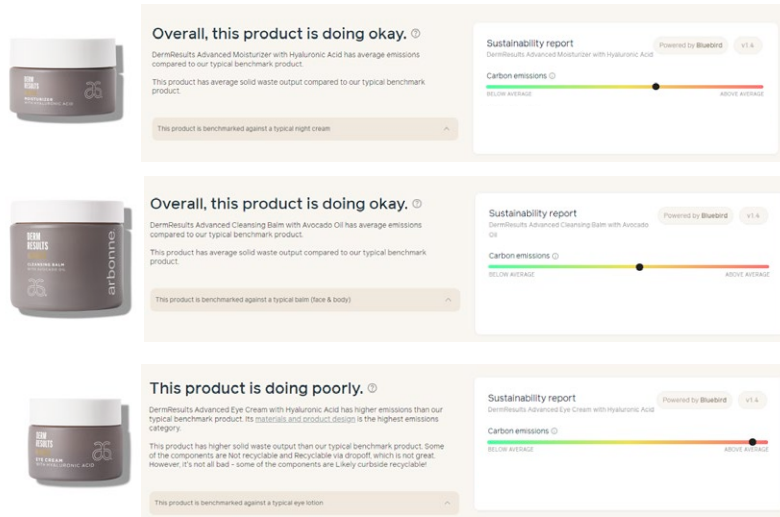 DERM
RESULTS
MOISTURIZER
WITH HYALURONIC ACID
Overall, this product is doing okay.
DermResults Advanced Moisturizer with Hyaluronic Acid has average emissions
compared to our typical benchmark product.
This product has average solid waste output compared to our typical benchmark
product.
This product is benchmarked against a typical night cream
Sustainability report
DermResults Advanced Moisturizer with Hyaluronic Acid
Powered by Bluebird
v1.4
Carbon emissions
BELOW AVERAGE
ABOVE AVERAGE
DERM
RESULTS
CLEANSING BALM
WITH AVOCADO OIL
arbonne
Overall, this product is doing okay.
DermResults Advanced Cleansing Balm with Avocado Oil has average emissions
compared to our typical benchmark product.
This product has average solid waste output compared to our typical benchmark
product.
This product is benchmarked against a typical balm (face & body)
Sustainability report
DermResults Advanced Cleansing Balm with Avocado
Oil
Powered by Bluebird
v1.4
Carbon emissions
BELOW AVERAGE
ABOVE AVERAGE
DERM
RESULTS
EYE CREAM
WITH HYALURONIC ACID
This product is doing poorly.
DermResults Advanced Eye Cream with Hyaluronic Acid has higher emissions than our
typical benchmark product. Its materials and product design is the highest emissions
category.
This product has higher solid waste output than our typical benchmark product. Some
of the components are Not recyclable and Recyclable via dropoff, which is not great.
However, it's not all bad - some of the components are Likely curbside recyclable!
This product is benchmarked against a typical eye lotion
Sustainability report
DermResults Advanced Eye Cream with Hyaluronic Acid
Powered by Bluebird
v1.4
Carbon emissions
BELOW AVERAGE
ABOVE AVERAGE